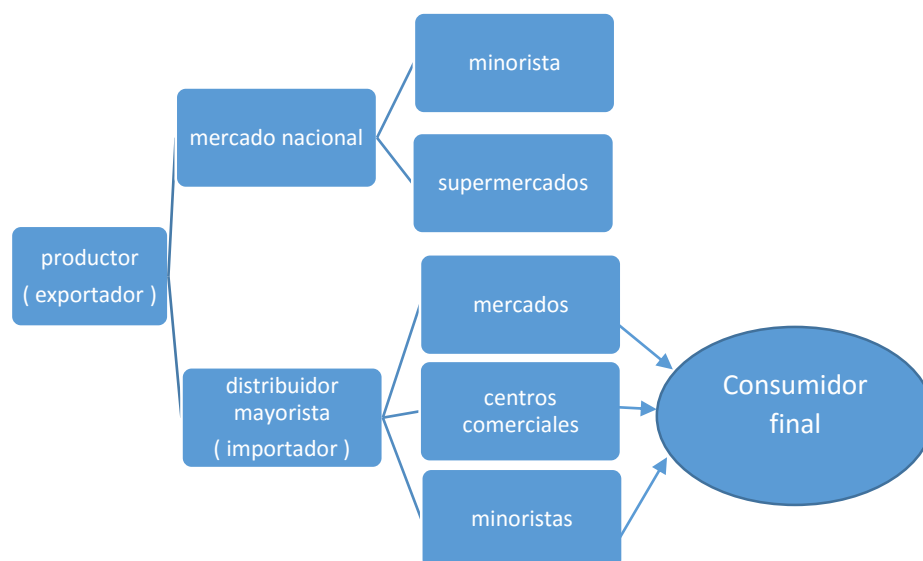 minorista
mercado nacional
supermercados
productor
( exportador )
mercados
distribuidor
mayorista
( importador )
centros
comerciales
minoristas
Consumidor
final